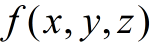 f(x, y, z)